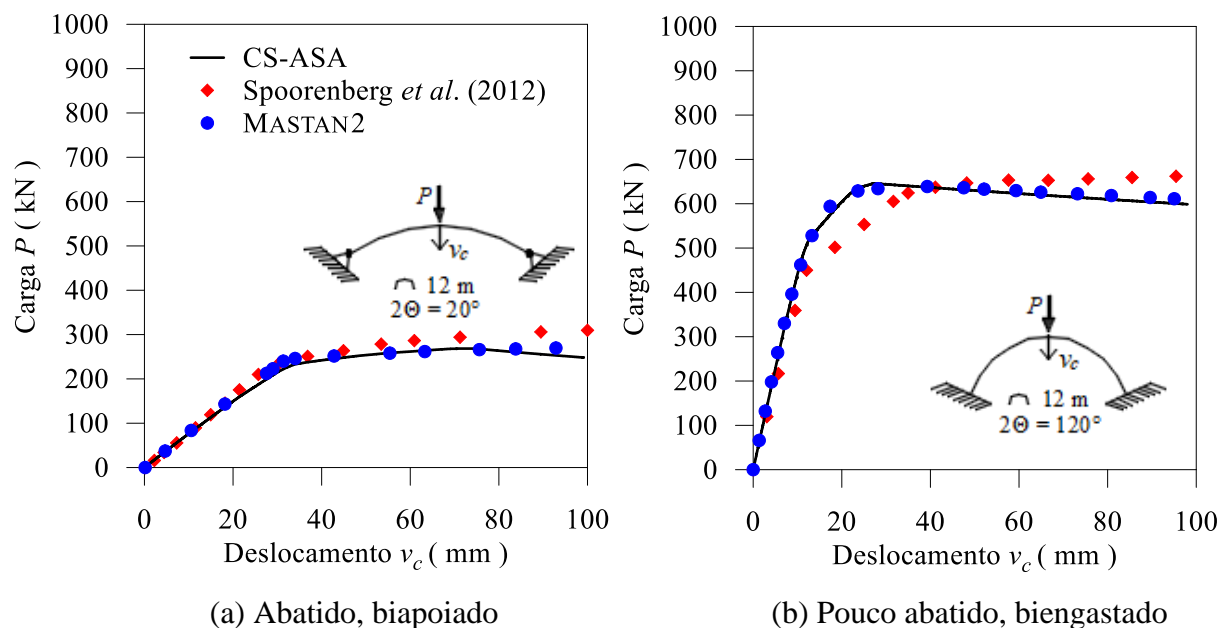 1000
900
800
700
600
500
400
300
200
100
0
Carga P ( kN )
CS-ASA
Spoorenberg et al. (2012)
MASTAN2
P
v_c
⌒ 12 m
2Θ = 20°
0 20 40 60 80 100
Deslocamento v_c ( mm )
(a) Abatido, biapoiado
1000
900
800
700
600
500
400
300
200
100
0
Carga P ( kN )
P
v_c
⌒ 12 m
2Θ = 120°
0 20 40 60 80 100
Deslocamento v_c ( mm )
(b) Pouco abatido, biengastado